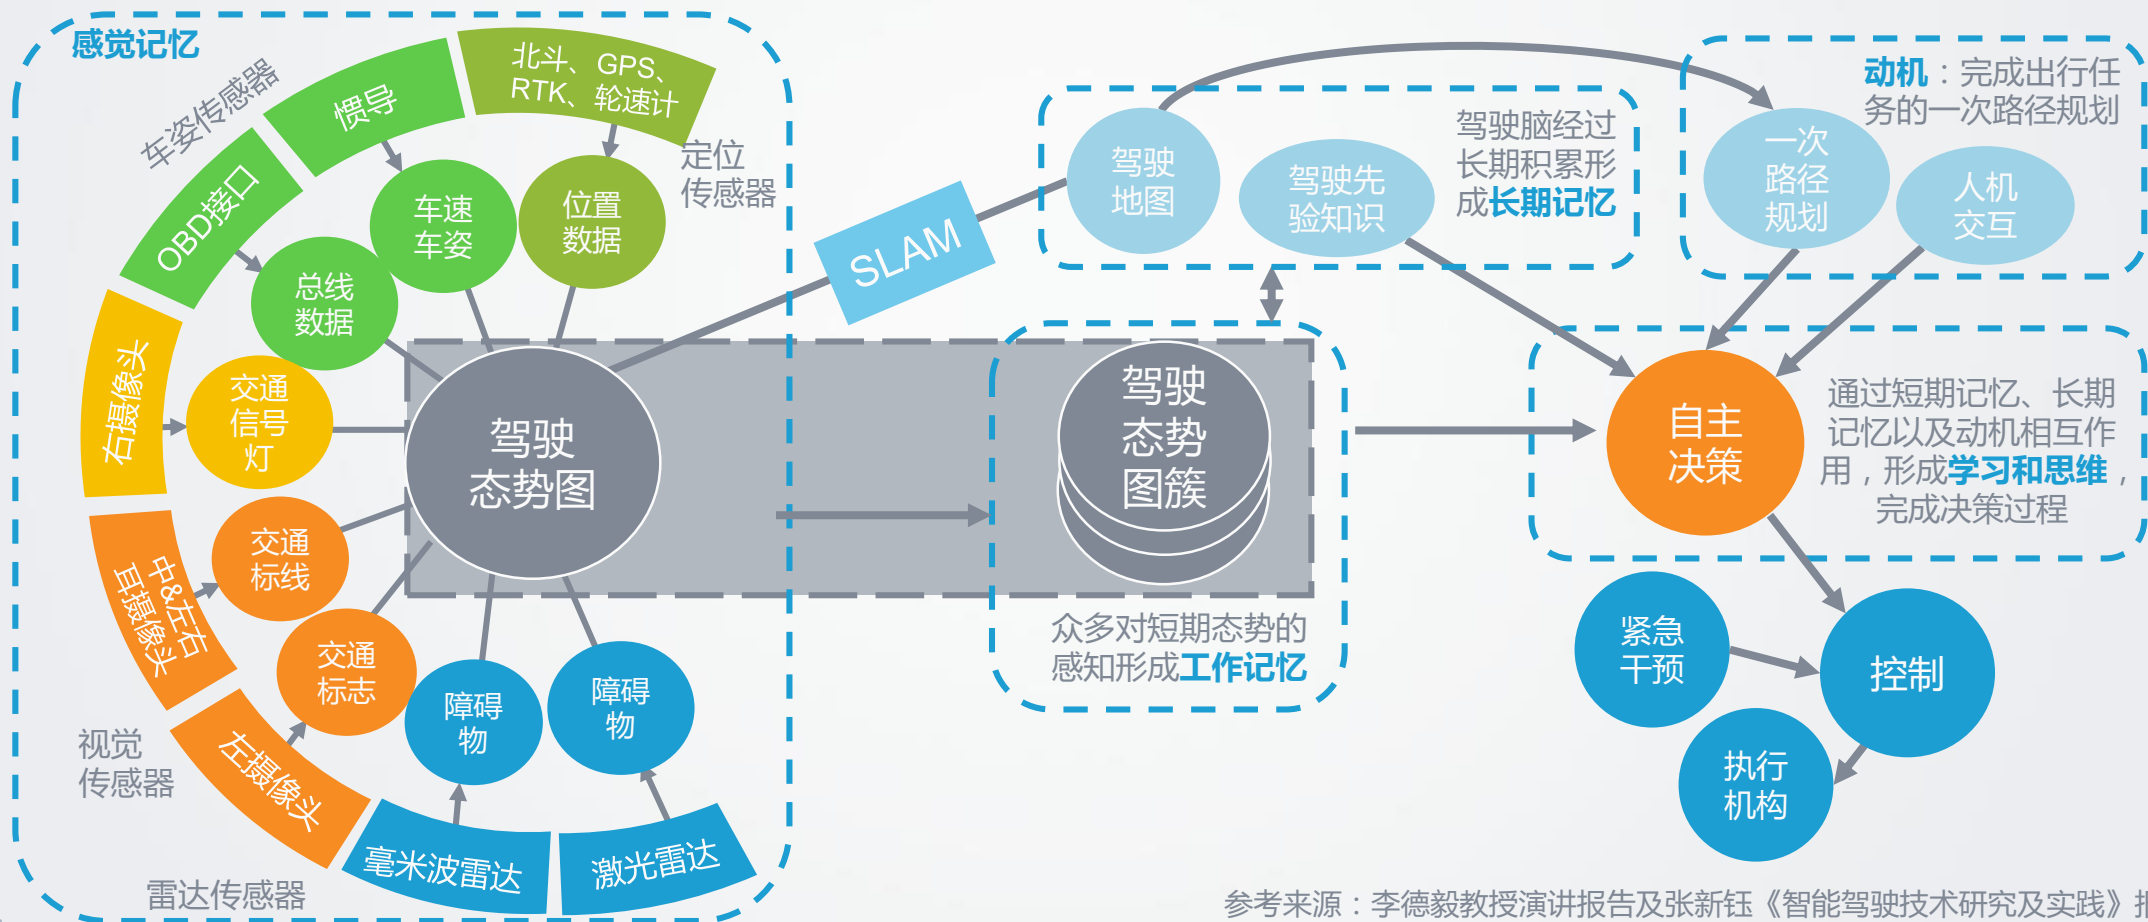 感觉记忆
车姿传感器
惯导
北斗、GPS、
RTK、轮速计
定位
传感器
OBD接口
车速
车姿
位置
数据
总线
数据
右摄像头
交通
信号
灯
中&左右
耳摄像头
交通
标线
交通
标志
左摄像头
视觉
传感器
障碍
物
障碍
物
毫米波雷达
激光雷达
雷达传感器
驾驶
态势图
SLAM
驾驶
地图
驾驶先
验知识
驾驶脑经过
长期积累形
成长期记忆
驾驶
态势
图簇
众多对短期态势的
感知形成工作记忆
动机：完成出行任
务的一次路径规划
一次
路径
规划
人机
交互
自主
决策
通过短期记忆、长期
记忆以及动机相互作
用，形成学习和思维，
完成决策过程
紧急
干预
控制
执行
机构
参考来源：李德毅教授演讲报告及张新钰《智能驾驶技术研究及实践》